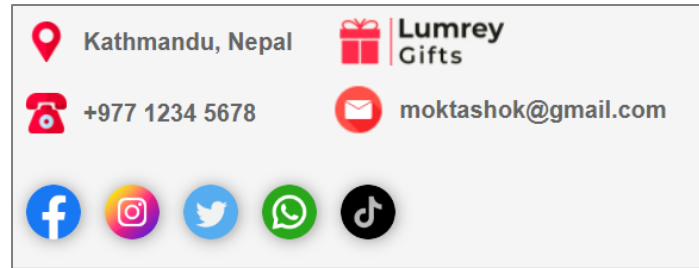 Kathmandu, Nepal
Lumrey
Gifts
+977 1234 5678
moktashok@gmail.com